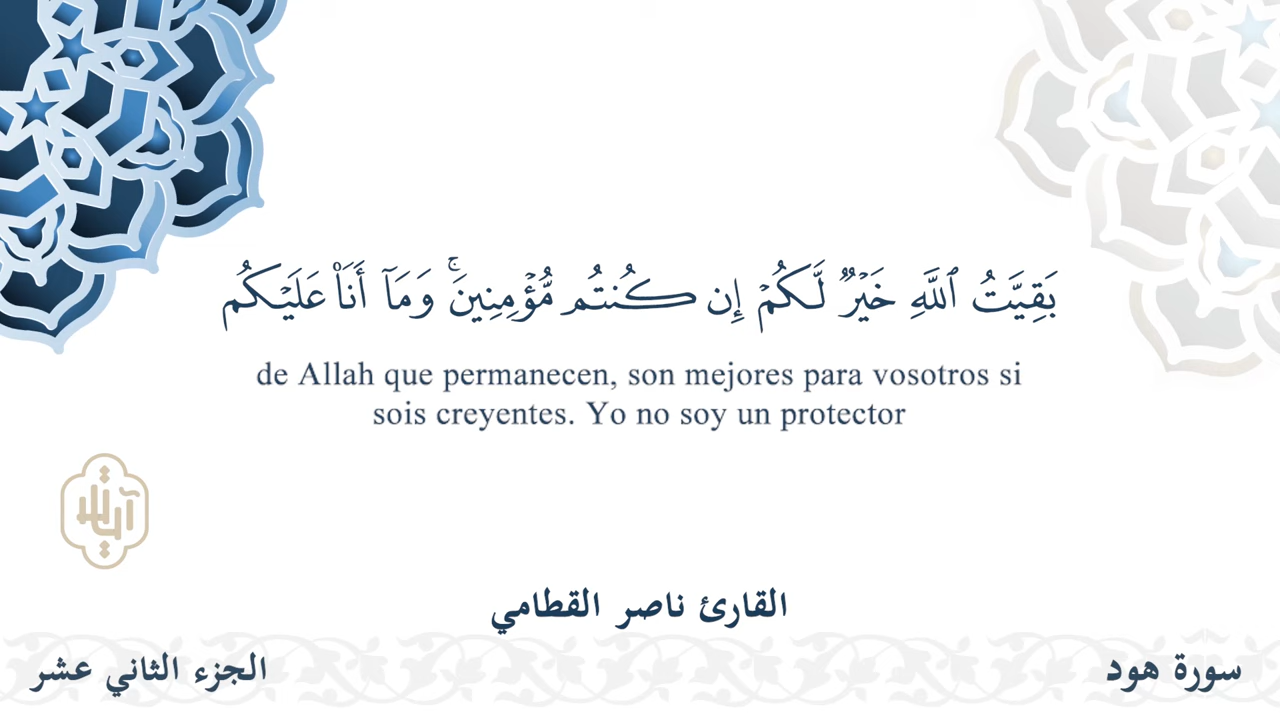 بَقِيَّتُ ٱللَّهِ خَيْرٌ لَّكُمْ إِن كُنتُم مُّؤْمِنِينَ ۚ وَمَآ أَنَا۠ عَلَيْكُم
de Allah que permanecen, son mejores para vosotros si
sois creyentes. Yo no soy un protector
القارئ ناصر القطامي
سورة هود
الجزء الثاني عشر